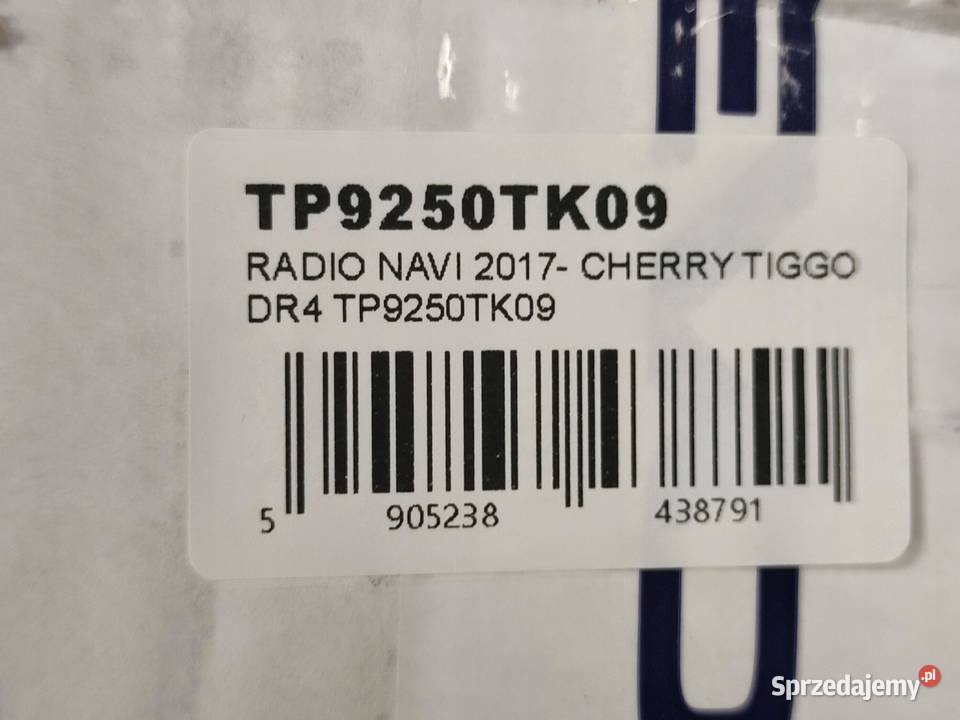 TP9250TK09
RADIO NAVI 2017- CHERRY TIGGO
DR4 TP9250TK09
5 905238 438791
Sprzedajemy.pl